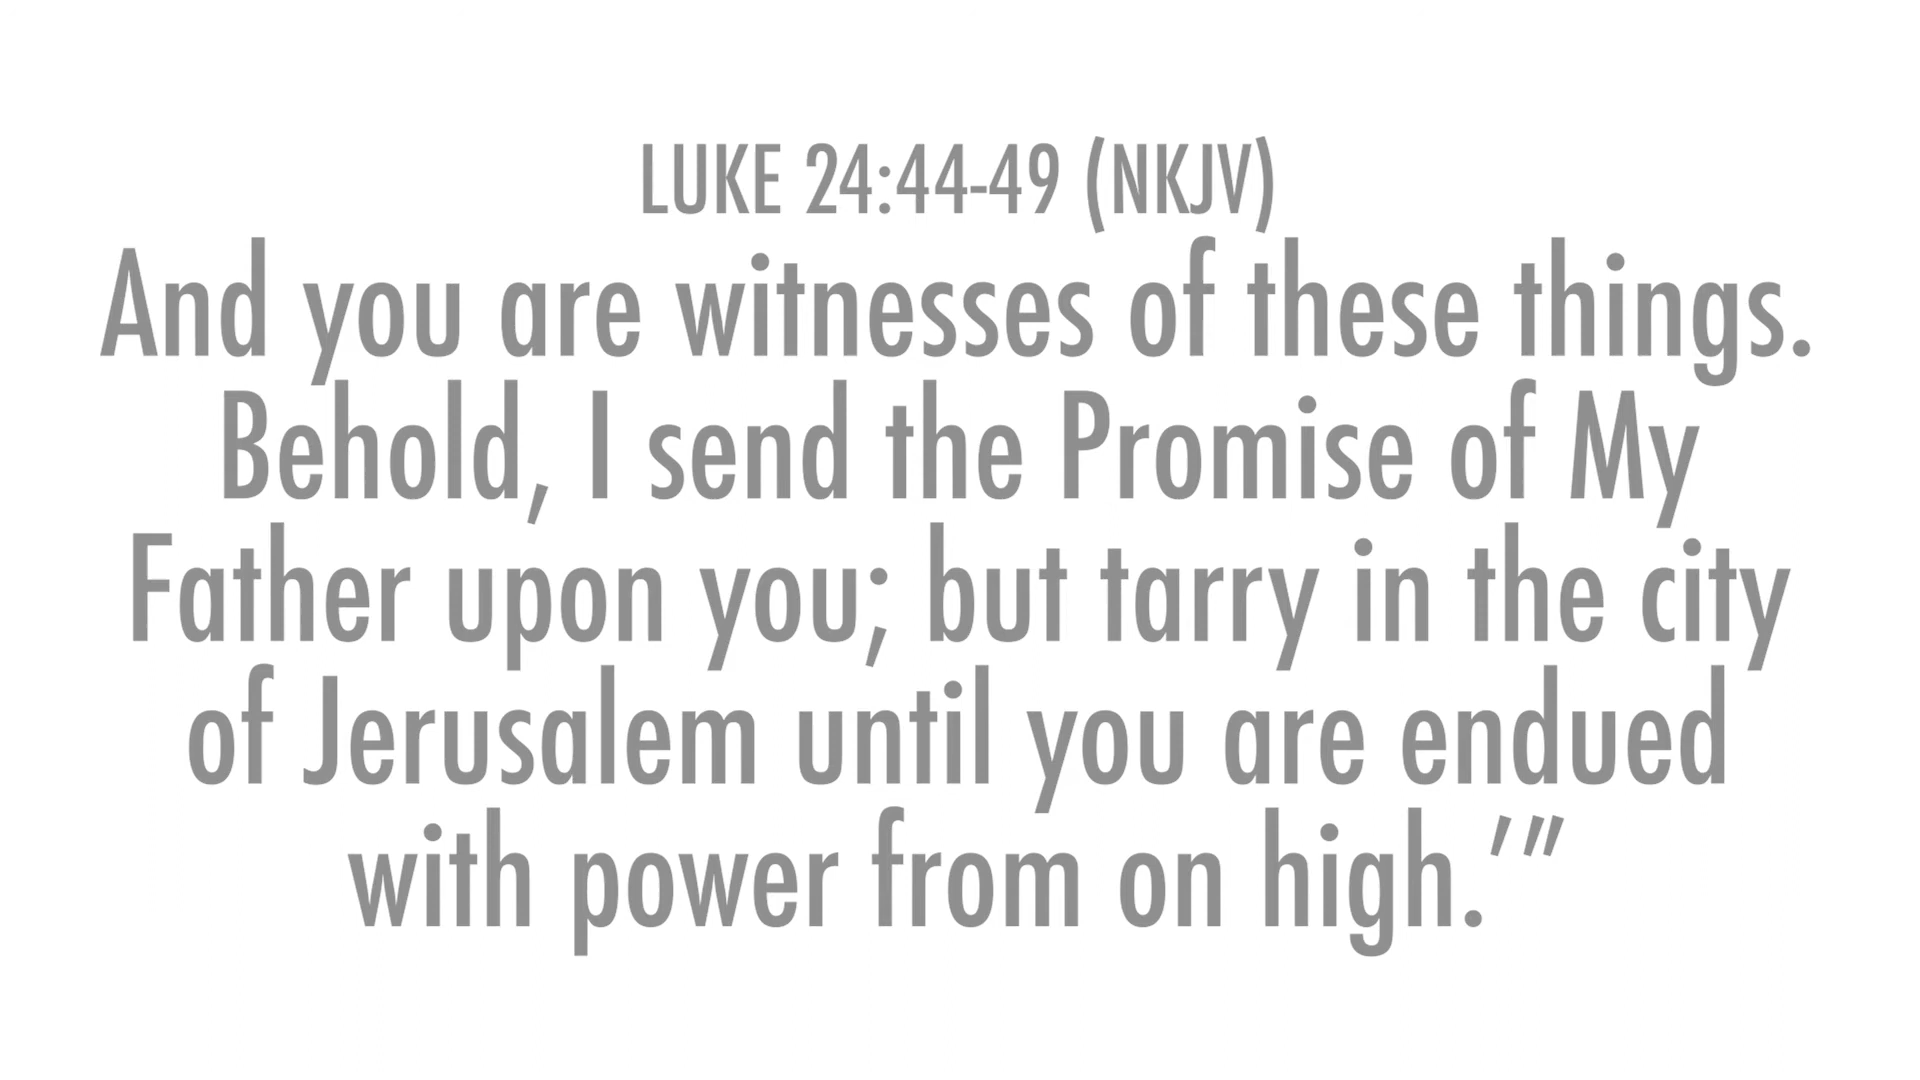 LUKE 24:44-49 (NKJV)
And you are witnesses of these things.
Behold, I send the Promise of My
Father upon you; but tarry in the city
of Jerusalem until you are endued
with power from on high.’”